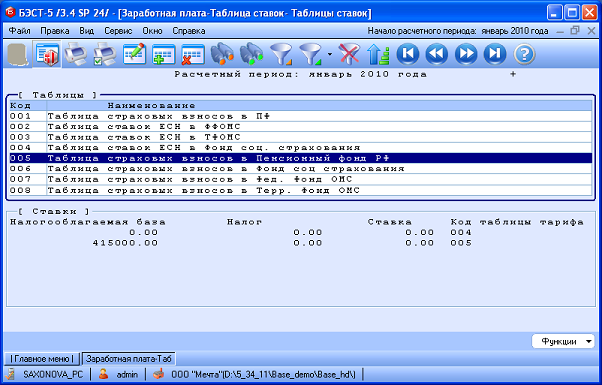 БЭСТ-5 /3.4 SP 24/ - [Заработная плата-Таблица ставок- Таблицы ставок]
Файл Правка Вид Сервис Окно Справка Начало расчетного периода: январь 2010 года
Расчетный период: январь 2010 года +
[ Таблицы ]
Код Наименование
001 Таблица страховых взносов в ПФ
002 Таблица ставок ЕСН в ФФОМС
003 Таблица ставок ЕСН в ТФОМС
004 Таблица ставок ЕСН в Фонд соц. страхования
005 Таблица страховых взносов в Пенсионный фонд РФ
006 Таблица страховых взносов в Фонд соц страхования
007 Таблица страховых взносов в Фед. Фонд ОМС
008 Таблица страховых взносов в Терр. Фонд ОМС
[ Ставки ]
Налогооблагаемая база Налог Ставка Код таблицы тарифа
0.00 0.00 0.00 004
415000.00 0.00 0.00 005
Функции
| Главное меню | Заработная плата-Таб
SAXONOVA_PC admin ООО "Мечта"(D:\5_34_11\Base_demo\Base_hd\)